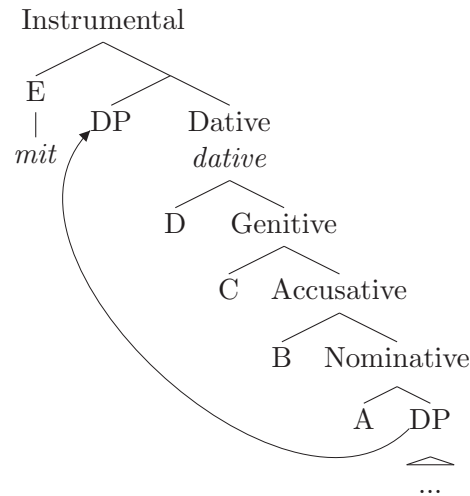 Instrumental
E
mit
DP Dative
dative
D Genitive
C Accusative
B Nominative
A DP
...